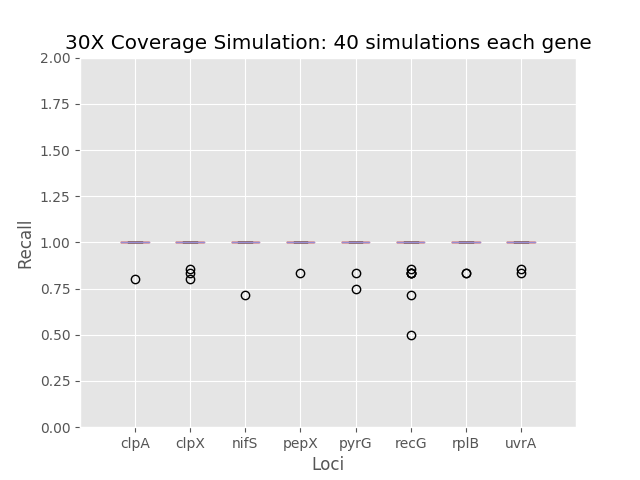 30X Coverage Simulation: 40 simulations each gene
2.00
1.75
1.50
1.25
1.00
0.75
0.50
0.25
0.00
Recall
clpA clpX nifS pepX pyrG recG rplB uvrA
Loci